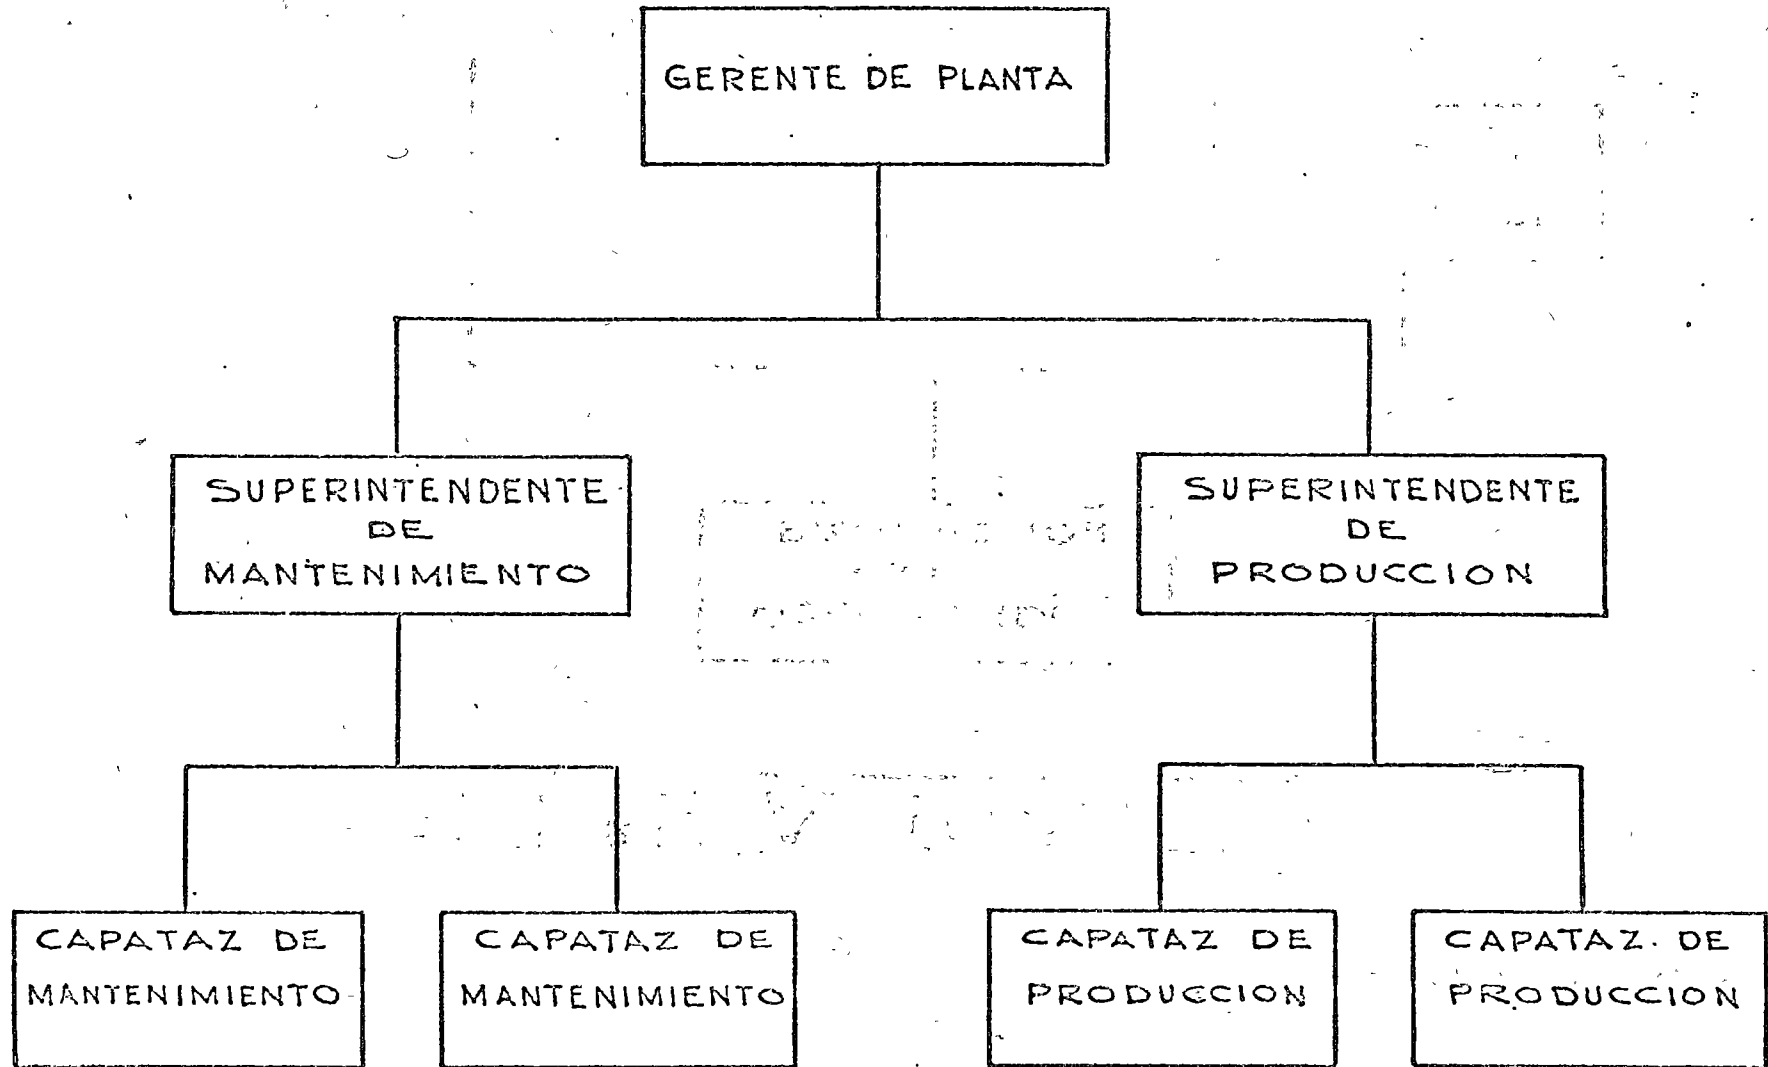 GERENTE DE PLANTA
SUPERINTENDENTE
DE
MANTENIMIENTO
SUPERINTENDENTE
DE
PRODUCCION
CAPATAZ DE
MANTENIMIENTO
CAPATAZ DE
MANTENIMIENTO
CAPATAZ DE
PRODUCCION
CAPATAZ. DE
PRODUCCION